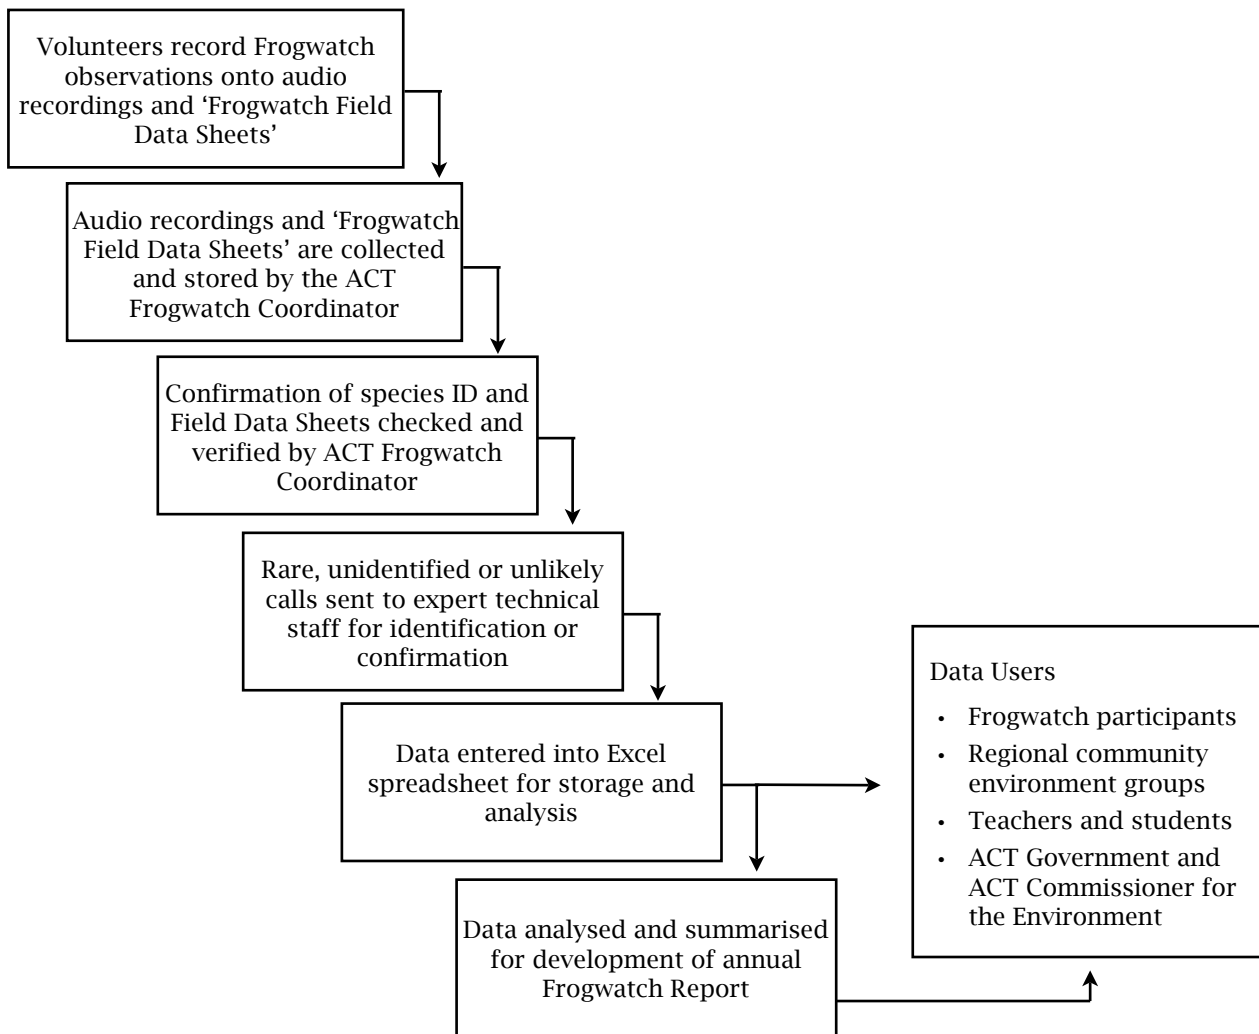 Volunteers record Frogwatch
observations onto audio
recordings and ‘Frogwatch Field
Data Sheets’
Audio recordings and ‘Frogwatch
Field Data Sheets’ are collected
and stored by the ACT
Frogwatch Coordinator
Confirmation of species ID and
Field Data Sheets checked and
verified by ACT Frogwatch
Coordinator
Rare, unidentified or unlikely
calls sent to expert technical
staff for identification or
confirmation
Data entered into Excel
spreadsheet for storage and
analysis
Data analysed and summarised
for development of annual
Frogwatch Report
Data Users
• Frogwatch participants
• Regional community
environment groups
• Teachers and students
• ACT Government and
ACT Commissioner for
the Environment